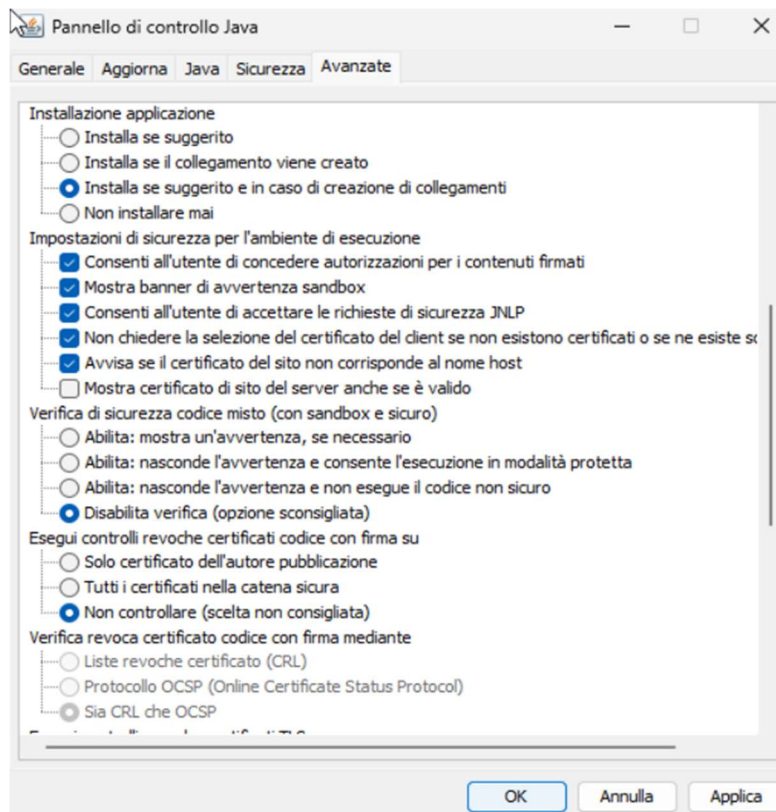 Pannello di controllo Java
Generale Aggiorna Java Sicurezza Avanzate
Installazione applicazione
Installa se suggerito
Installa se il collegamento viene creato
Installa se suggerito e in caso di creazione di collegamenti
Non installare mai
Impostazioni di sicurezza per l'ambiente di esecuzione
Consenti all'utente di concedere autorizzazioni per i contenuti firmati
Mostra banner di avvertenza sandbox
Consenti all'utente di accettare le richieste di sicurezza JNLP
Non chiedere la selezione del certificato del client se non esistono certificati o se ne esiste
Avvisa se il certificato del sito non corrisponde al nome host
Mostra certificato di sito del server anche se è valido
Verifica di sicurezza codice misto (con sandbox e sicuro)
Abilita: mostra un'avvertenza, se necessario
Abilita: nasconde l'avvertenza e consente l'esecuzione in modalità protetta
Abilita: nasconde l'avvertenza e non esegue il codice non sicuro
Disabilita verifica (opzione sconsigliata)
Esegui controlli revoche certificati codice con firma su
Solo certificato dell'autore pubblicazione
Tutti i certificati nella catena sicura
Non controllare (scelta non consigliata)
Verifica revoca certificato codice con firma mediante
Liste revoche certificato (CRL)
Protocollo OCSP (Online Certificate Status Protocol)
Sia CRL che OCSP
OK Annulla Applica